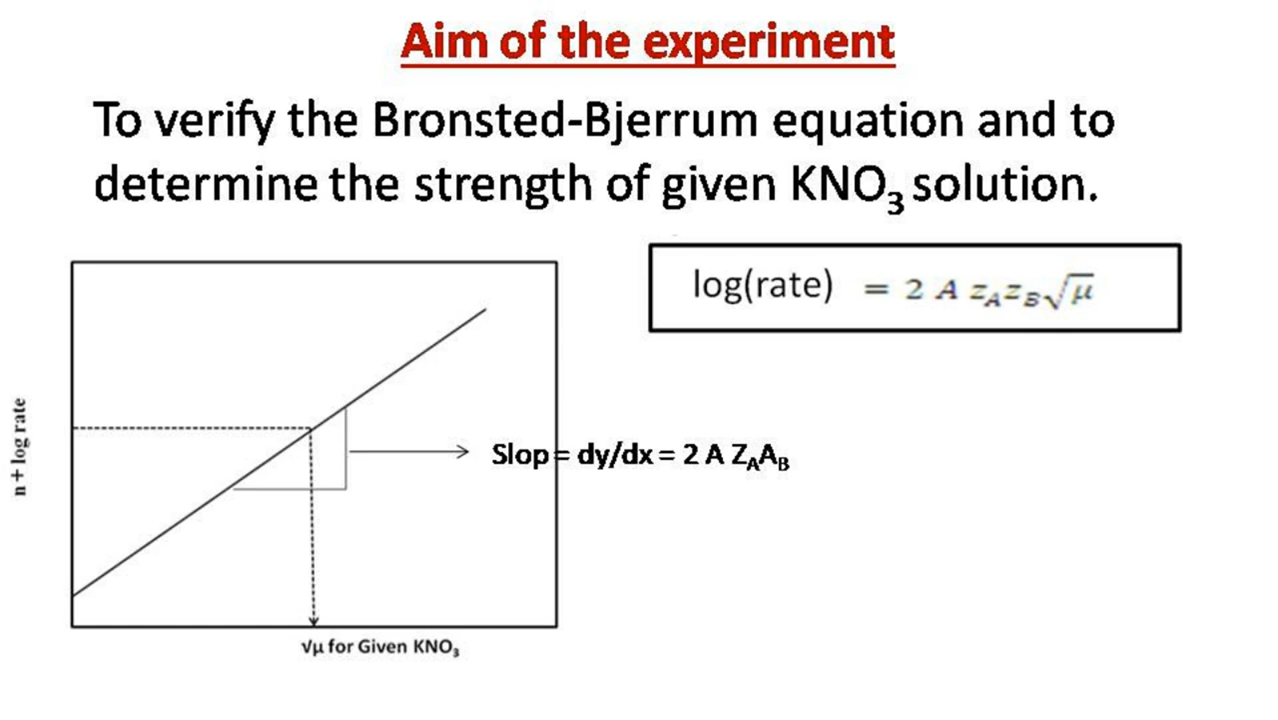 Aim of the experiment
To verify the Bronsted-Bjerrum equation and to
determine the strength of given KNO₃ solution.
log(rate) = 2 A z_A z_B √μ
n + log rate
Slop = dy/dx = 2 A Z_A A_B
√μ for Given KNO₃